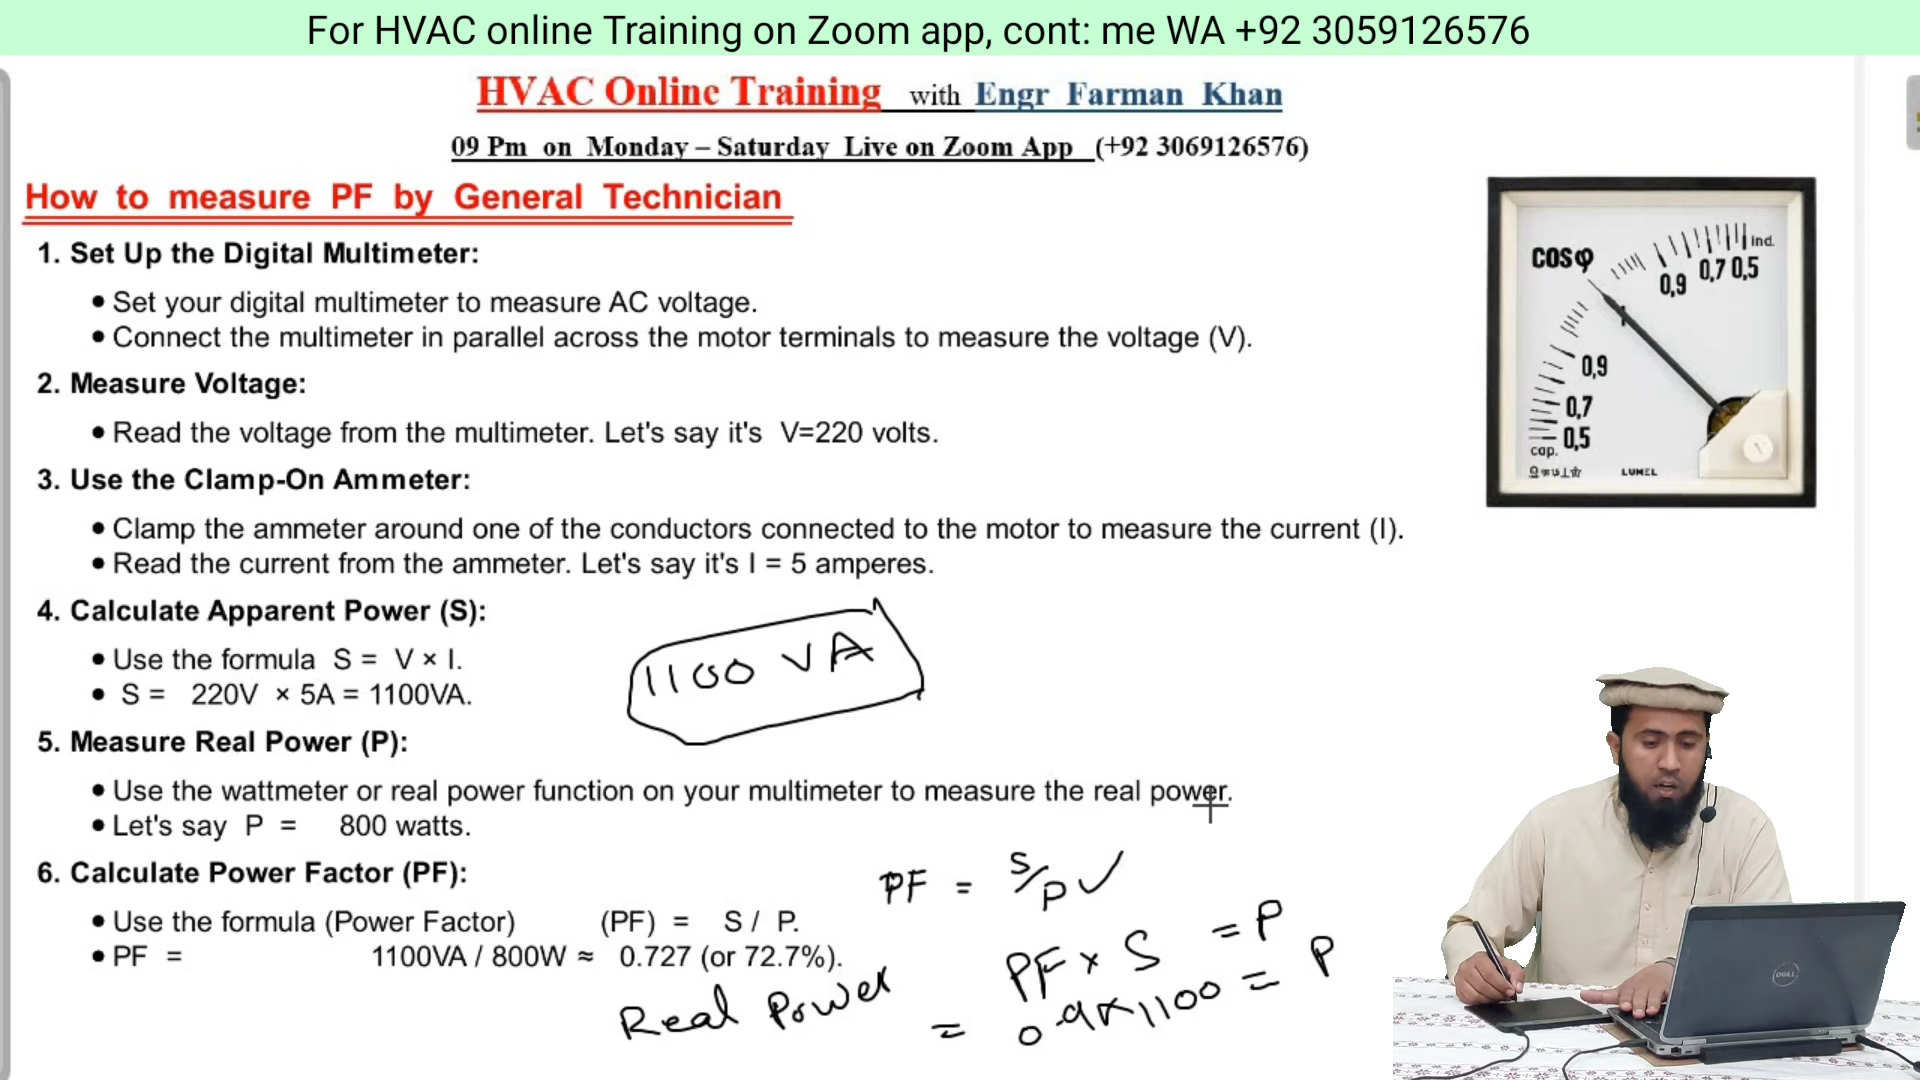 For HVAC online Training on Zoom app, cont: me WA +92 3059126576
HVAC Online Training with Engr Farman Khan
09 Pm on Monday – Saturday Live on Zoom App (+92 3069126576)
How to measure PF by General Technician
1. Set Up the Digital Multimeter:
• Set your digital multimeter to measure AC voltage.
• Connect the multimeter in parallel across the motor terminals to measure the voltage (V).
2. Measure Voltage:
• Read the voltage from the multimeter. Let's say it's V=220 volts.
3. Use the Clamp-On Ammeter:
• Clamp the ammeter around one of the conductors connected to the motor to measure the current (I).
• Read the current from the ammeter. Let's say it's I = 5 amperes.
4. Calculate Apparent Power (S):
• Use the formula S = V × I.
• S = 220V × 5A = 1100VA.
1100 VA
5. Measure Real Power (P):
• Use the wattmeter or real power function on your multimeter to measure the real power.
• Let's say P = 800 watts.
6. Calculate Power Factor (PF):
• Use the formula (Power Factor) (PF) = S / P.
• PF = 1100VA / 800W ≈ 0.727 (or 72.7%).
PF = S/P ✓
PF × S = P
Real Power = 0.9×1100 = P
cosφ
ind.
0,9 0,7 0,5
0,9
0,7
0,5
cap.
LUMEL
DELL